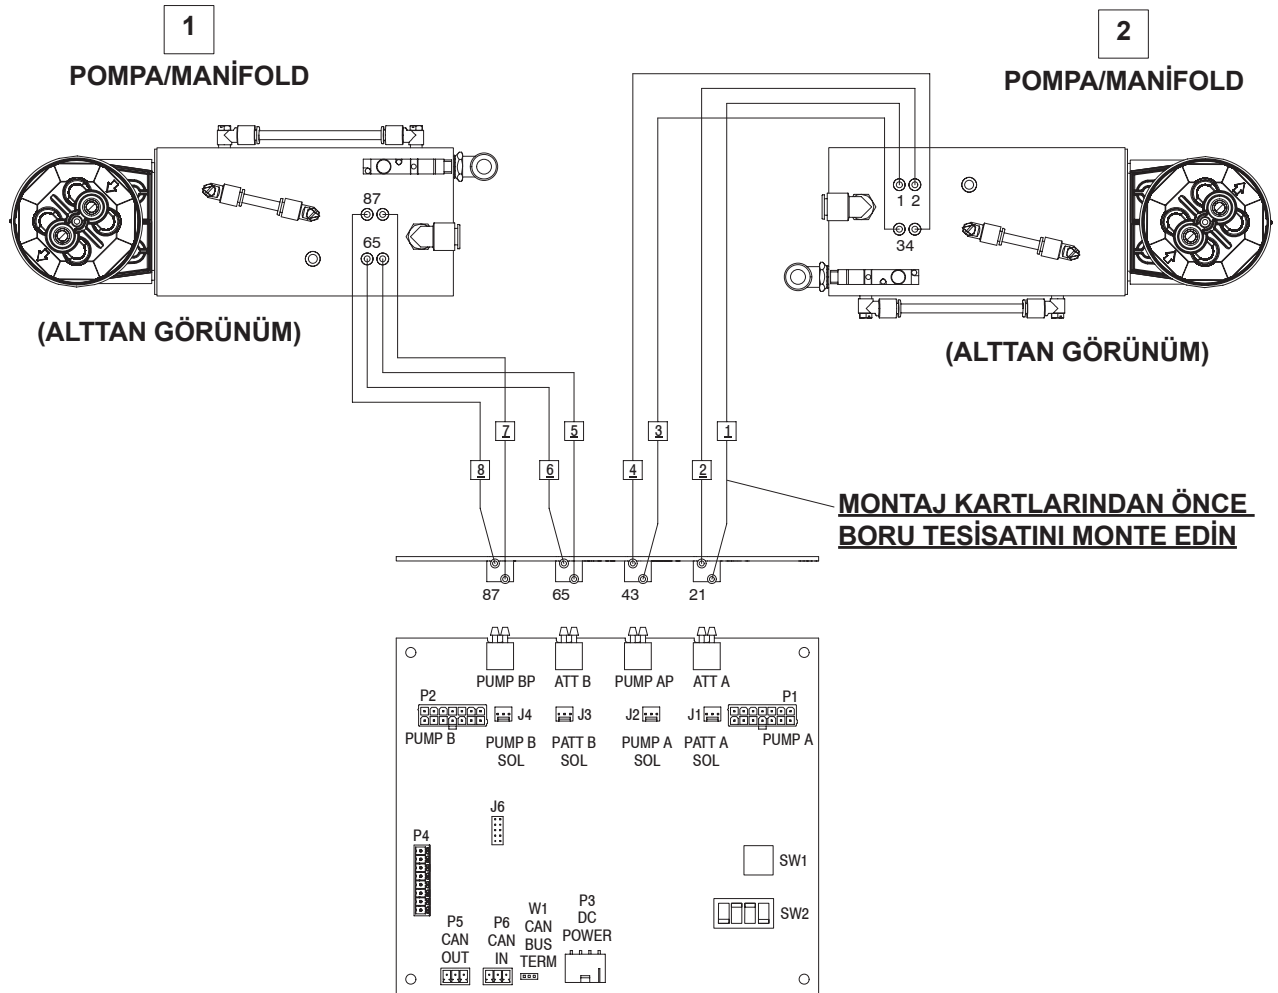 1
POMPA/MANİFOLD
2
POMPA/MANİFOLD
87
65
1 2
34
(ALTTAN GÖRÜNÜM)
(ALTTAN GÖRÜNÜM)
7
5
3
1
8
6
4
2
MONTAJ KARTLARINDAN ÖNCE
BORU TESİSATINI MONTE EDİN
87
65
43
21
PUMP BP
ATT B
PUMP AP
ATT A
P2
J4
J3
J2
J1
P1
PUMP B
PUMP B
SOL
PATT B
SOL
PUMP A
SOL
PATT A
SOL
PUMP A
J6
P4
SW1
SW2
P5
CAN
OUT
P6
CAN
IN
W1
CAN
BUS
TERM
P3
DC
POWER